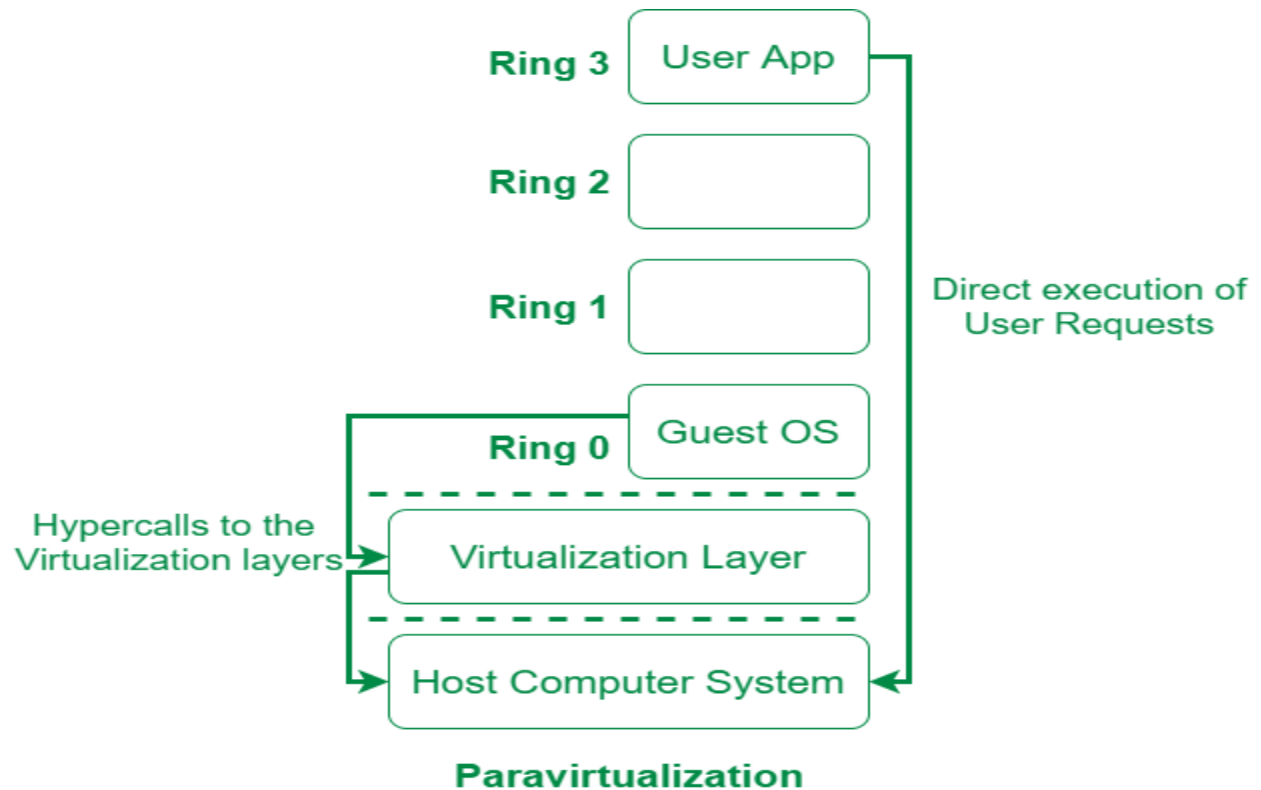 Ring 3
User App
Ring 2
Ring 1
Direct execution of
User Requests
Ring 0
Guest OS
Hypercalls to the
Virtualization layers
Virtualization Layer
Host Computer System
Paravirtualization